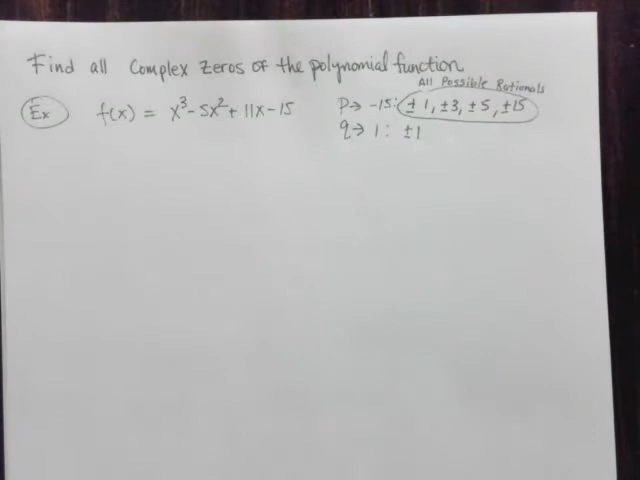 Find all Complex zeros of the polynomial function
All Possible Rationals
Ex f(x) = x³ - 5x² + 11x - 15 p→ -15: ±1, ±3, ±5, ±15
q→ 1: ±1